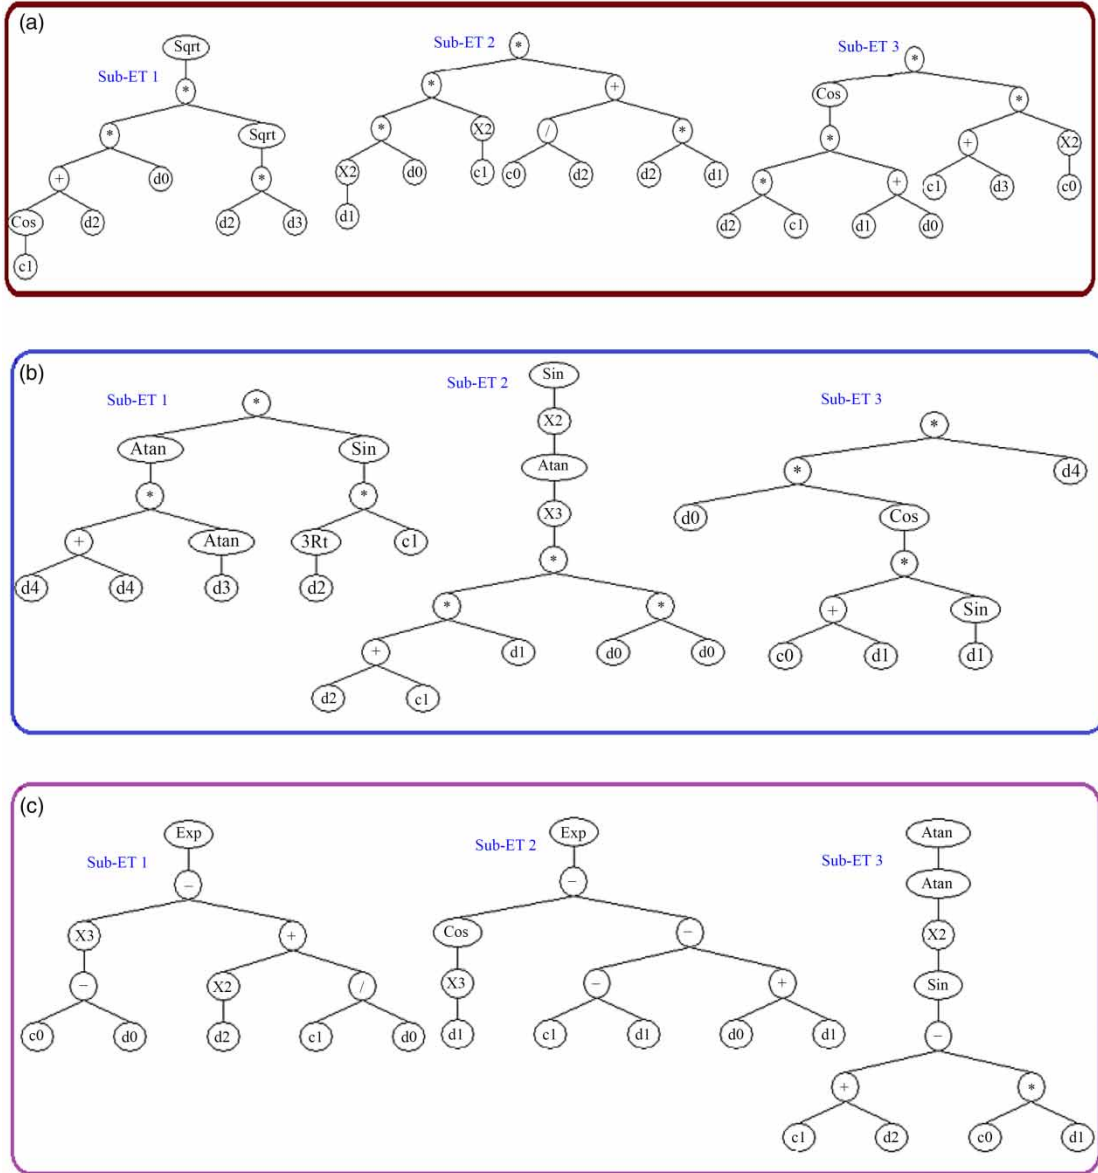 (a)
Sqrt Sub-ET 2 * Sub-ET 3 *
Sub-ET 1 * * + Cos *
* Sqrt * X2 / * * + X2
+ d0 * X2 d0 c1 c0 d2 d2 d1 * + c1 d3 c0
Cos d2 d2 d3 d1 d2 c1 d1 d0
c1
(b)
Sub-ET 1 * Sub-ET 2 Sin Sub-ET 3
Atan Sin X2 *
* * Atan * d4
+ Atan 3Rt c1 X3 d0 Cos
d4 d4 d3 d2 * *
* * + Sin
+ d1 d0 d0 c0 d1 d1
d2 c1
(c)
Exp Exp Atan
Sub-ET 1 Sub-ET 2 Sub-ET 3
− − Atan
X3 + Cos − X2
− X2 / X3 − + Sin
c0 d0 d2 c1 d0 d1 c1 d1 d0 d1 −
+ *
c1 d2 c0 d1